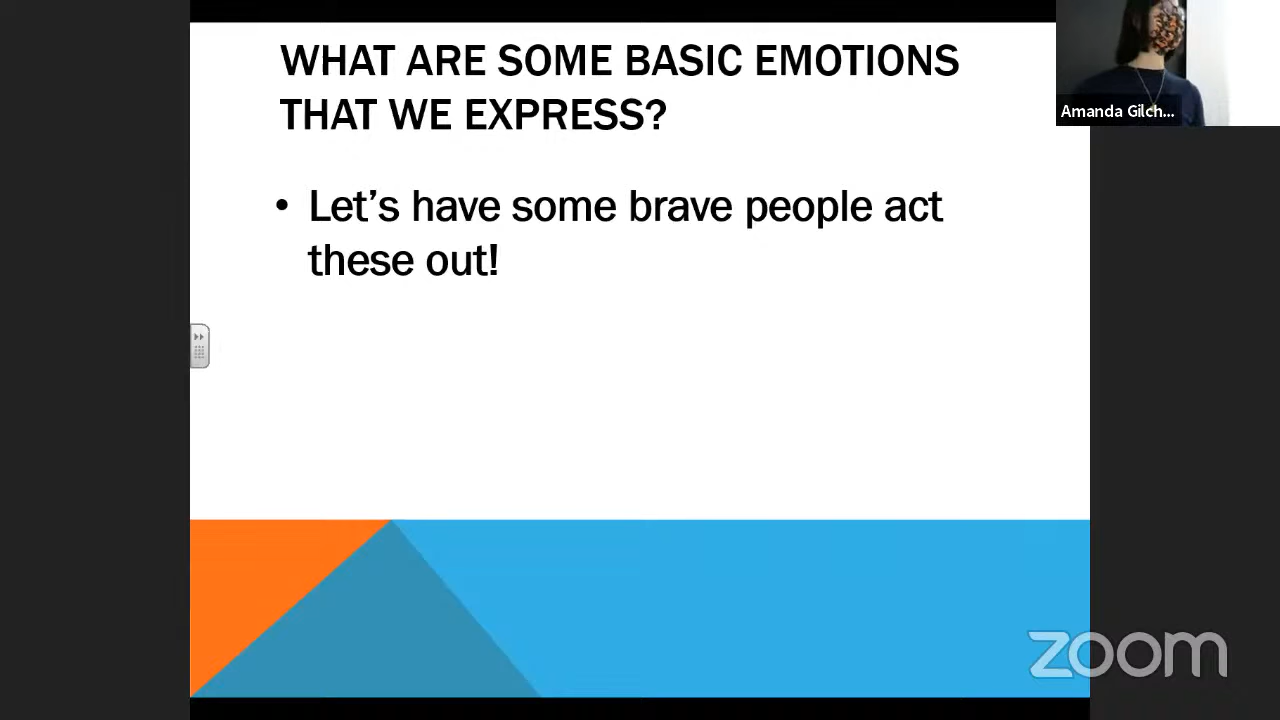 WHAT ARE SOME BASIC EMOTIONS
THAT WE EXPRESS?
• Let’s have some brave people act
these out!
Amanda Gilch...
zoom